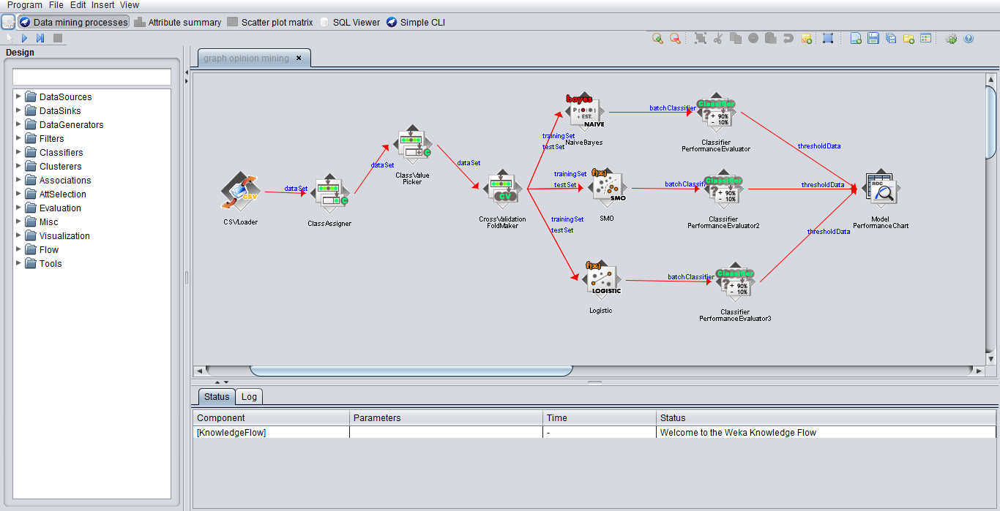 Program File Edit Insert View
Data mining processes Attribute summary Scatter plot matrix SQL Viewer Simple CLI
Design
graph opinion mining ×
DataSources
DataSinks
DataGenerators
Filters
Classifiers
Clusterers
Associations
AttSelection
Evaluation
Misc
Visualization
Flow
Tools
CSV
CSVLoader
dataSet
C
ClassAssigner
dataSet
C
ClassValue
Picker
dataSet
CV
CrossValidation
FoldMaker
trainingSet
testSet
trainingSet
testSet
trainingSet
testSet
bayes
+ EST.
NAIVE
NaiveBayes
f(x)
SMO
SMO
f(x)
LOGISTIC
Logistic
batchClassifier
batchClassifi
batchClassifier
Classifier
? + 90%
- 10%
Classifier
PerformanceEvaluator
Classifier
? + 90%
- 10%
Classifier
PerformanceEvaluator2
Classifier
? + 90%
- 10%
Classifier
PerformanceEvaluator3
thresholdData
thresholdData
thresholdData
ROC
Model
PerformanceChart
Status Log
Component Parameters Time Status
[KnowledgeFlow] - Welcome to the Weka Knowledge Flow